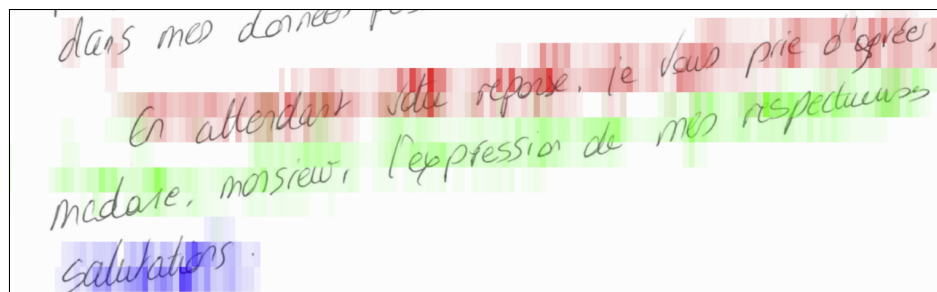 dans mes données
En attendant votre réponse, je vous prie d'agréer,
madame, monsieur, l'expression de mes respectueuses
salutations.